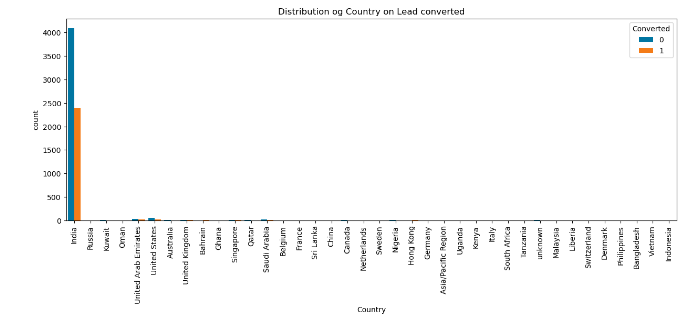 Distribution og Country on Lead converted
Converted
0
1
count
4000
3500
3000
2500
2000
1500
1000
500
0
India
Russia
Kuwait
Oman
United Arab Emirates
United States
Australia
United Kingdom
Bahrain
Ghana
Singapore
Qatar
Saudi Arabia
Belgium
France
Sri Lanka
China
Canada
Netherlands
Sweden
Nigeria
Hong Kong
Germany
Asia/Pacific Region
Uganda
Kenya
Italy
South Africa
Tanzania
unknown
Malaysia
Liberia
Switzerland
Denmark
Philippines
Bangladesh
Vietnam
Indonesia
Country